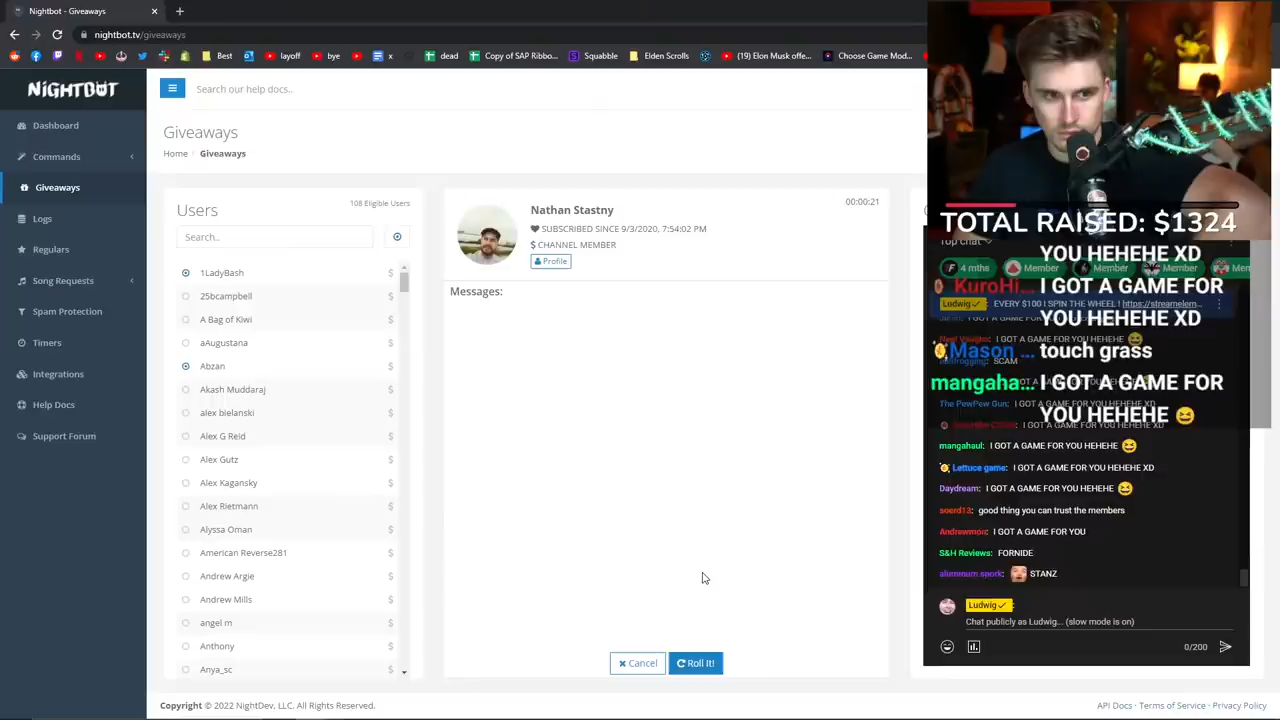 Nightbot - Giveaways
nightbot.tv/giveaways
Best
layoff
bye
x
dead
Copy of SAP Ribbo...
Squabble
Elden Scrolls
(19) Elon Musk offe...
Choose Game Mod...
NiGHTBOT
Search our help docs..
Dashboard
Commands
Giveaways
Logs
Regulars
Song Requests
Spam Protection
Timers
Integrations
Help Docs
Support Forum
Giveaways
Home / Giveaways
Users
108 Eligible Users
Search...
1LadyBash $
25bcampbell $
A Bag of Kiwi $
aAugustana $
Abzan $
Akash Muddaraj $
alex bielanski $
Alex G Reid $
Alex Gutz $
Alex Kagansky $
Alex Rietmann $
Alyssa Oman $
American Reverse281 $
Andrew Argie $
Andrew Mills $
angel m $
Anthony $
Anya_sc $
00:00:21
Nathan Stastny
SUBSCRIBED SINCE 9/3/2020, 7:54:02 PM
$ CHANNEL MEMBER
Profile
Messages:
Cancel
Roll It!
TOTAL RAISED: $1324
Top chat
YOU HEHEHE XD
4 mths
Member
Member
Member
Mem
KuroHi... I GOT A GAME FOR
Ludwig EVERY $100 I SPIN THE WHEEL ! https://streamelem...
YOU HEHEHE XD
Mason ... touch grass
SCAM
mangaha... I GOT A GAME FOR
The PewPew Gun: I GOT A GAME FOR YOU HEHEHE XD
YOU HEHEHE
I GOT A GAME FOR YOU HEHEHE XD
mangahaul: I GOT A GAME FOR YOU HEHEHE
Lettuce game: I GOT A GAME FOR YOU HEHEHE XD
Daydream: I GOT A GAME FOR YOU HEHEHE
suerd13: good thing you can trust the members
Andrewmon: I GOT A GAME FOR YOU
S&H Reviews: FORNIDE
aluminum spork: STANZ
Ludwig
Chat publicly as Ludwig... (slow mode is on)
0/200
Copyright © 2022 NightDev, LLC. All Rights Reserved.
API Docs · Terms of Service · Privacy Policy